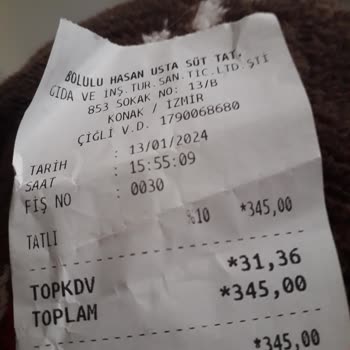 BOLULU HASAN USTA SÜT TAT.
GIDA VE INŞ.TUR.SAN.TİC.LTD.ŞTİ
853 SOKAK NO: 13/B
KONAK / İZMİR
ÇİĞLİ V.D. 1790068680
TARİH : 13/01/2024
SAAT : 15:55:09
FİŞ NO : 0030
TATLI %10 *345,00
TOPKDV *31,36
TOPLAM *345,00
*345,00